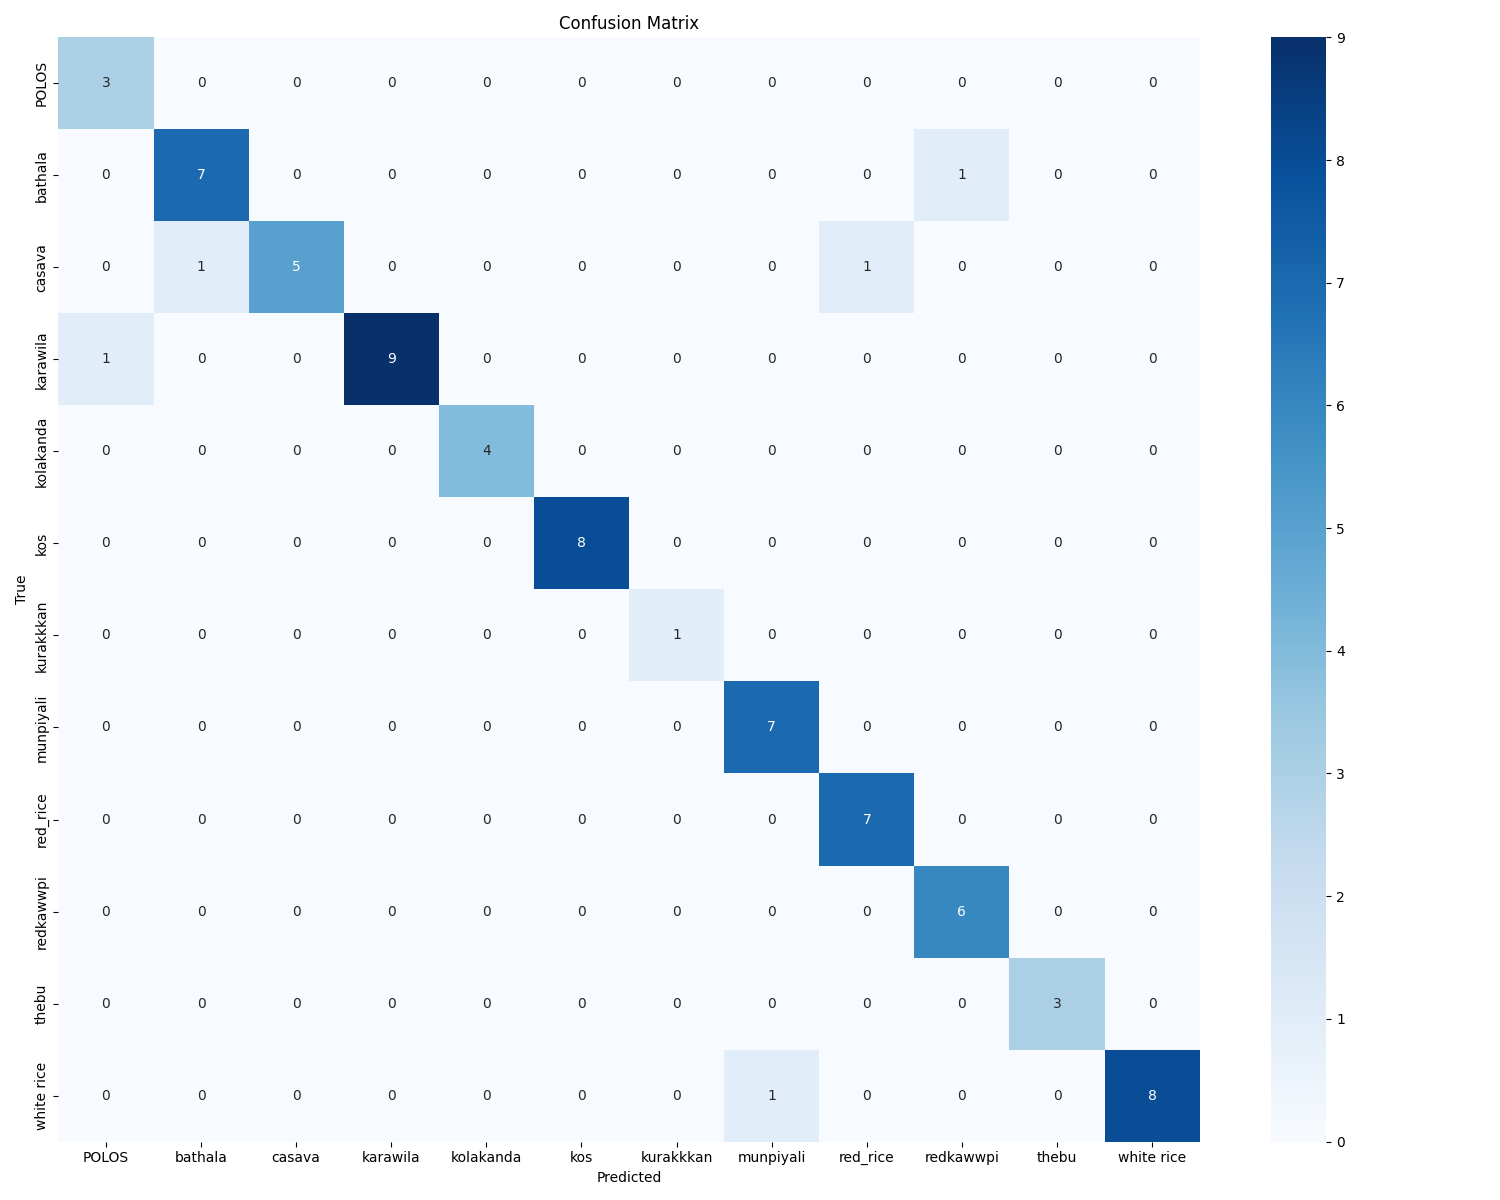 Confusion Matrix
True
POLOS 3 0 0 0 0 0 0 0 0 0 0 0
bathala 0 7 0 0 0 0 0 0 0 1 0 0
casava 0 1 5 0 0 0 0 0 1 0 0 0
karawila 1 0 0 9 0 0 0 0 0 0 0 0
kolakanda 0 0 0 0 4 0 0 0 0 0 0 0
kos 0 0 0 0 0 8 0 0 0 0 0 0
kurakkkan 0 0 0 0 0 0 1 0 0 0 0 0
munpiyali 0 0 0 0 0 0 0 7 0 0 0 0
red_rice 0 0 0 0 0 0 0 0 7 0 0 0
redkawwpi 0 0 0 0 0 0 0 0 0 6 0 0
thebu 0 0 0 0 0 0 0 0 0 0 3 0
white rice 0 0 0 0 0 0 0 1 0 0 0 8
POLOS bathala casava karawila kolakanda kos kurakkkan munpiyali red_rice redkawwpi thebu white rice
Predicted
9
8
7
6
5
4
3
2
1
0